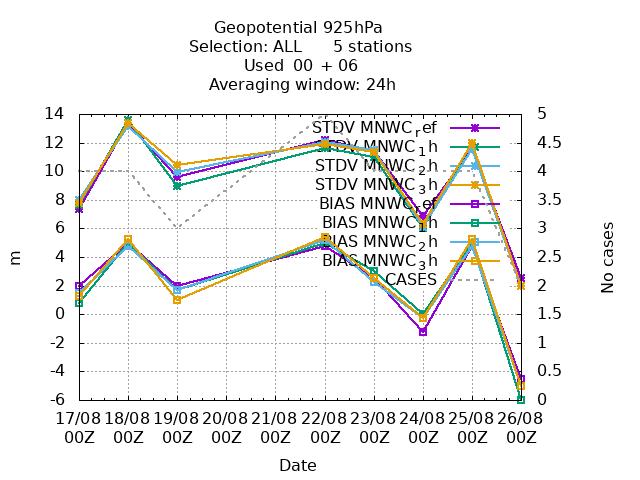 Geopotential 925hPa
Selection: ALL 5 stations
Used 00 + 06
Averaging window: 24h
14
12
10
8
6
4
2
0
-2
-4
-6
m
5
4.5
4
3.5
3
2.5
2
1.5
1
0.5
0
No cases
STDV MNWC_ref
STDV MNWC_1h
STDV MNWC_2h
STDV MNWC_3h
BIAS MNWC_ref
BIAS MNWC_1h
BIAS MNWC_2h
BIAS MNWC_3h
CASES
17/08 18/08 19/08 20/08 21/08 22/08 23/08 24/08 25/08 26/08
00Z 00Z 00Z 00Z 00Z 00Z 00Z 00Z 00Z 00Z
Date